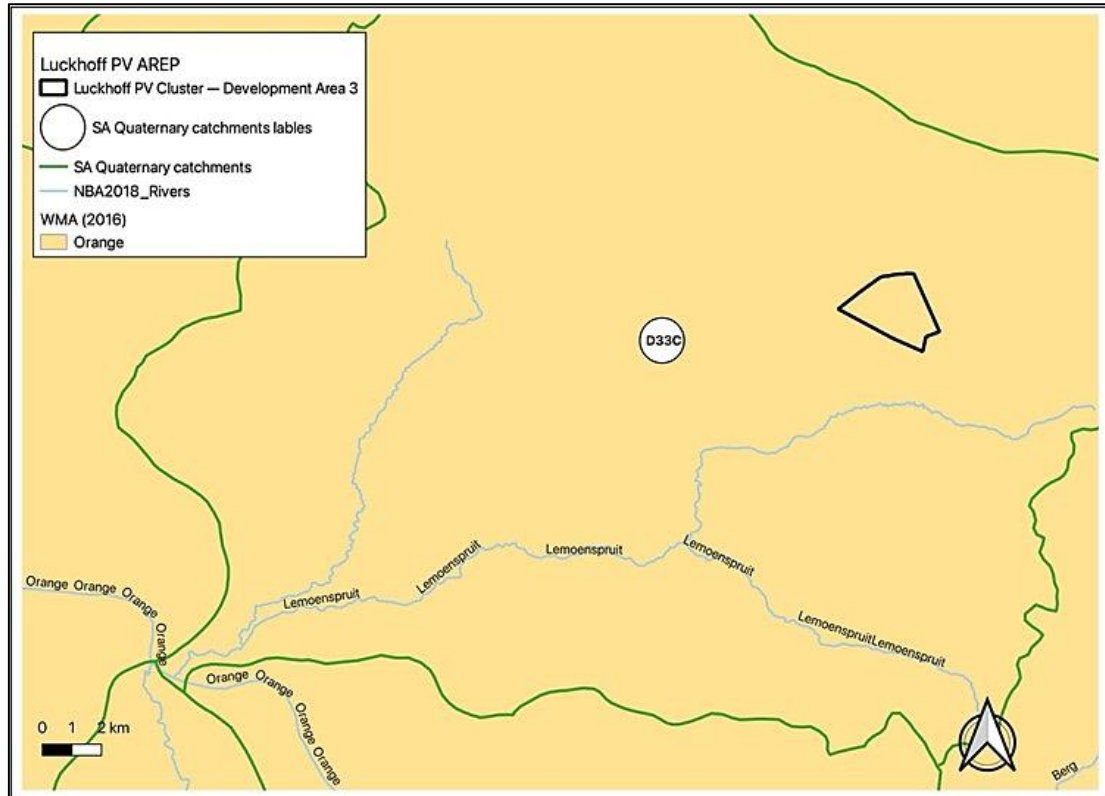 Luckhoff PV AREP
Luckhoff PV Cluster — Development Area 3
SA Quaternary catchments lables
SA Quaternary catchments
NBA2018_Rivers
WMA (2016)
Orange
D33C
Lemoenspruit
Lemoenspruit
Lemoenspruit
Lemoenspruit
Orange Orange Orange
Orange
Lemoenspruit
LemoenspruitLemoenspruit
Orange Orange
Orange Orange
0 1 2 km
Berg